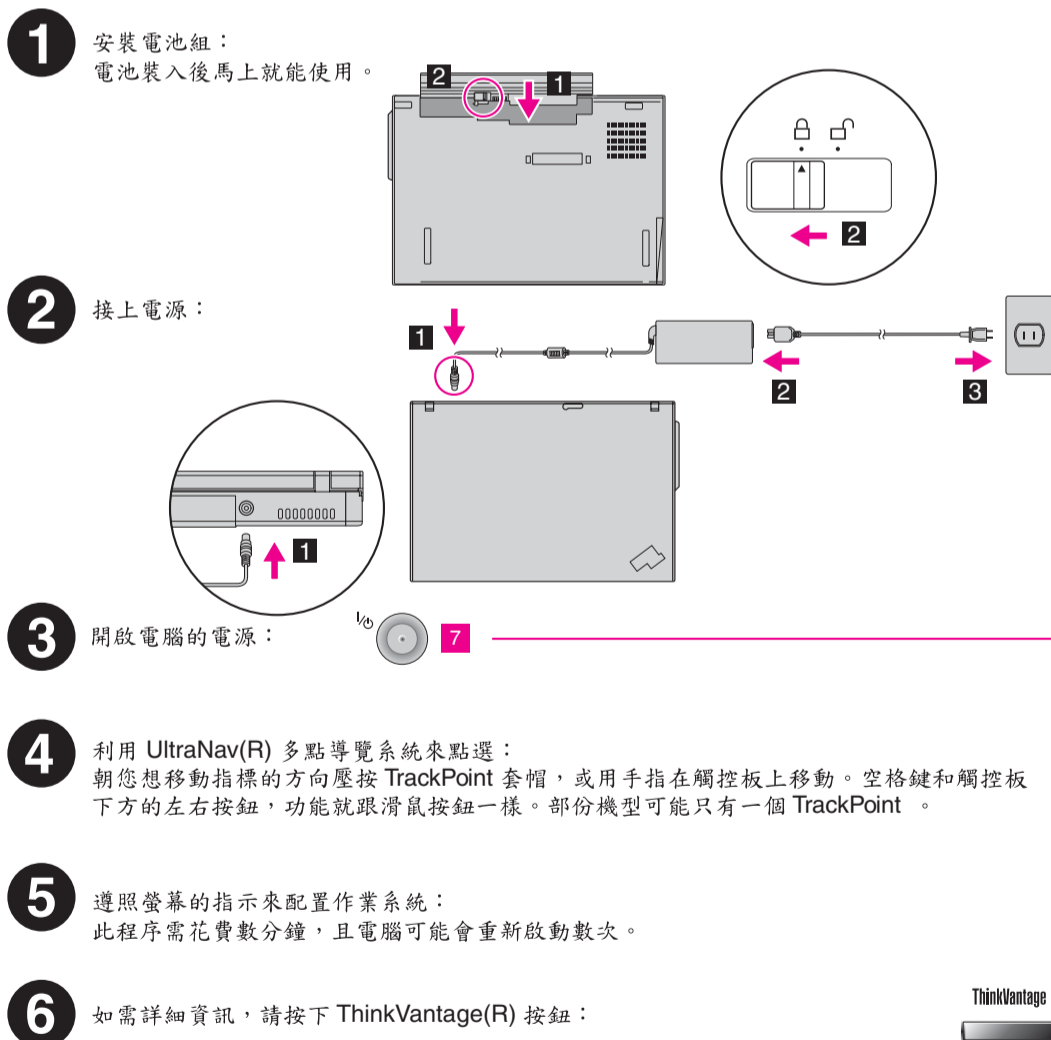 1
安裝電池組：
電池裝入後馬上就能使用。
2
1
2
2
接上電源：
1
2
3
1
3
開啟電腦的電源：
7
4
利用 UltraNav(R) 多點導覽系統來點選：
朝您想移動指標的方向壓按 TrackPoint 套帽，或用手指在觸控板上移動。空格鍵和觸控板
下方的左右按鈕，功能就跟滑鼠按鈕一樣。部份機型可能只有一個 TrackPoint 。
5
遵照螢幕的指示來配置作業系統：
此程序需花費數分鐘，且電腦可能會重新啟動數次。
ThinkVantage
6
如需詳細資訊，請按下 ThinkVantage(R) 按鈕：